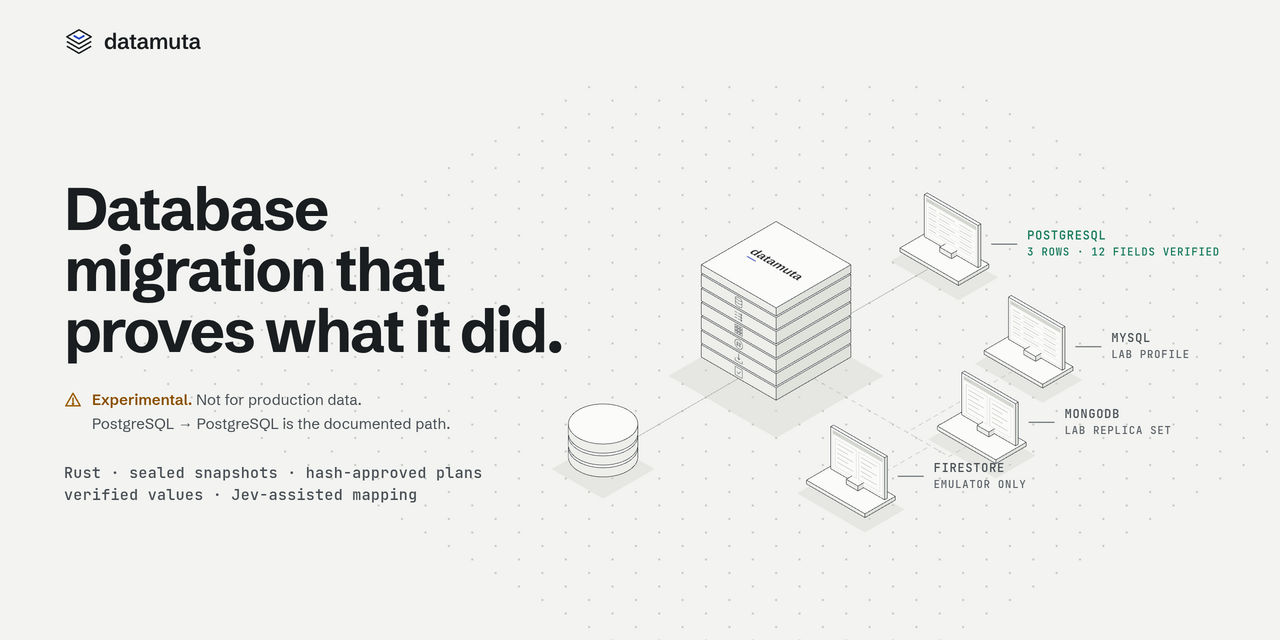 datamuta
Database
migration that
proves what it did.
Experimental. Not for production data.
PostgreSQL → PostgreSQL is the documented path.
Rust · sealed snapshots · hash-approved plans
verified values · Jev-assisted mapping
datamuta
POSTGRESQL
3 ROWS · 12 FIELDS VERIFIED
MYSQL
LAB PROFILE
MONGODB
LAB REPLICA SET
FIRESTORE
EMULATOR ONLY